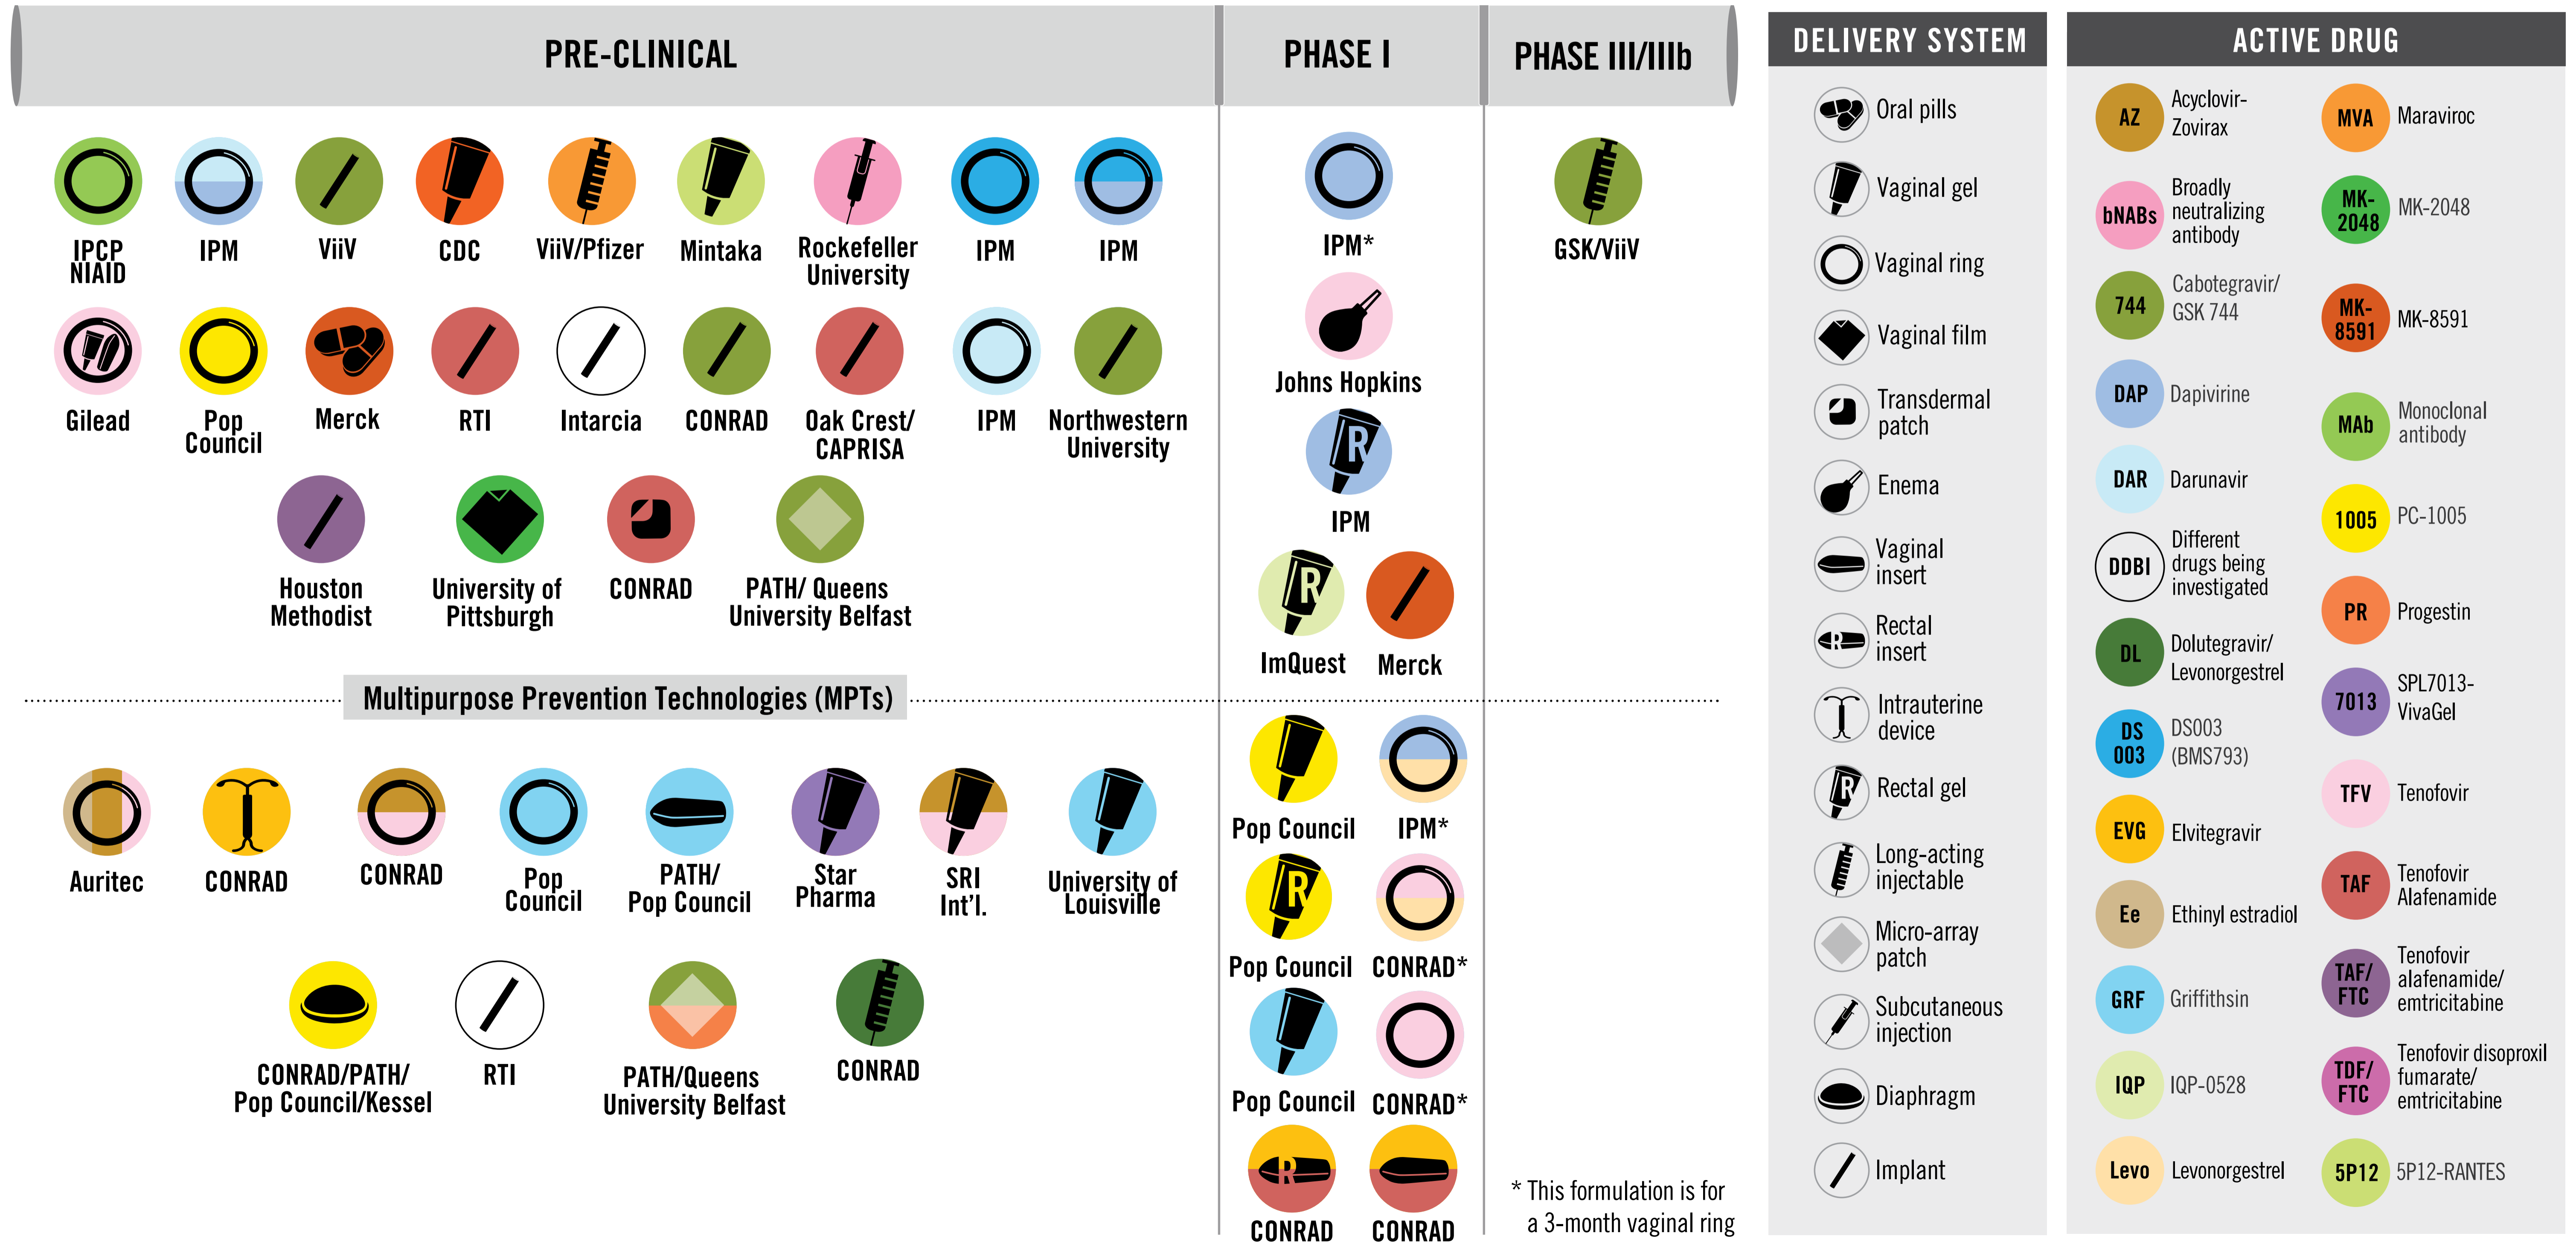 PRE-CLINICAL
PHASE I
PHASE III/IIIb
IPCP
NIAID
IPM
ViiV
CDC
ViiV/Pfizer
Mintaka
Rockefeller
University
IPM
IPM
Gilead
Pop
Council
Merck
RTI
Intarcia
CONRAD
Oak Crest/
CAPRISA
IPM
Northwestern
University
Houston
Methodist
University of
Pittsburgh
CONRAD
PATH/ Queens
University Belfast
IPM*
Johns Hopkins
R
IPM
R
ImQuest
Merck
GSK/ViiV
Multipurpose Prevention Technologies (MPTs)
Auritec
CONRAD
CONRAD
Pop
Council
PATH/
Pop Council
Star
Pharma
SRI
Int'l.
University of
Louisville
CONRAD/PATH/
Pop Council/Kessel
RTI
PATH/Queens
University Belfast
CONRAD
Pop Council
IPM*
R
Pop Council
CONRAD*
Pop Council
CONRAD*
R
CONRAD
CONRAD
* This formulation is for
a 3-month vaginal ring
DELIVERY SYSTEM
Oral pills
Vaginal gel
Vaginal ring
Vaginal film
Transdermal
patch
Enema
Vaginal
insert
R
Rectal
insert
Intrauterine
device
R
Rectal gel
Long-acting
injectable
Micro-array
patch
Subcutaneous
injection
Diaphragm
Implant
ACTIVE DRUG
AZ
Acyclovir-
Zovirax
bNABs
Broadly
neutralizing
antibody
744
Cabotegravir/
GSK 744
DAP
Dapivirine
DAR
Darunavir
DDBI
Different
drugs being
investigated
DL
Dolutegravir/
Levonorgestrel
DS
003
DS003
(BMS793)
EVG
Elvitegravir
Ee
Ethinyl estradiol
GRF
Griffithsin
IQP
IQP-0528
Levo
Levonorgestrel
MVA
Maraviroc
MK-
2048
MK-2048
MK-
8591
MK-8591
MAb
Monoclonal
antibody
1005
PC-1005
PR
Progestin
7013
SPL7013-
VivaGel
TFV
Tenofovir
TAF
Tenofovir
Alafenamide
TAF/
FTC
Tenofovir
alafenamide/
emtricitabine
TDF/
FTC
Tenofovir disoproxil
fumarate/
emtricitabine
5P12
5P12-RANTES